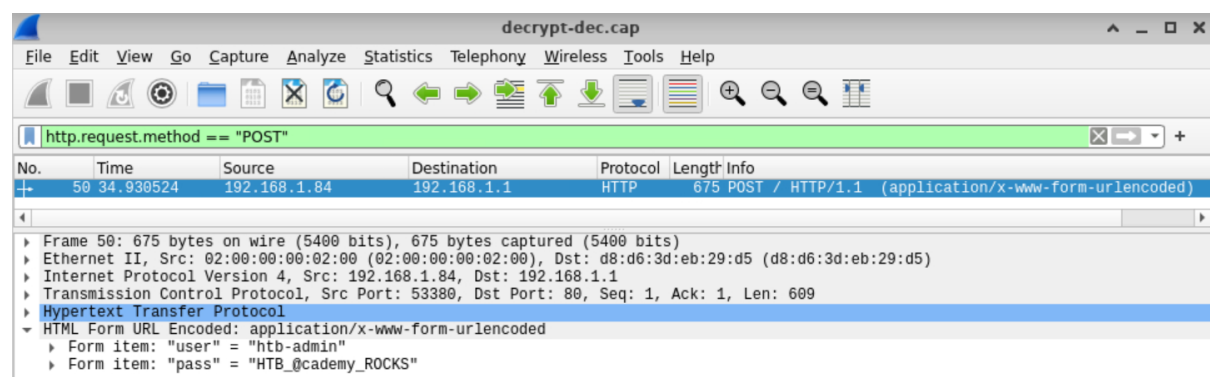 decrypt-dec.cap
File Edit View Go Capture Analyze Statistics Telephony Wireless Tools Help
http.request.method == "POST"
No. Time Source Destination Protocol Length Info
50 34.930524 192.168.1.84 192.168.1.1 HTTP 675 POST / HTTP/1.1 (application/x-www-form-urlencoded)
Frame 50: 675 bytes on wire (5400 bits), 675 bytes captured (5400 bits)
Ethernet II, Src: 02:00:00:00:02:00 (02:00:00:00:02:00), Dst: d8:d6:3d:eb:29:d5 (d8:d6:3d:eb:29:d5)
Internet Protocol Version 4, Src: 192.168.1.84, Dst: 192.168.1.1
Transmission Control Protocol, Src Port: 53380, Dst Port: 80, Seq: 1, Ack: 1, Len: 609
Hypertext Transfer Protocol
HTML Form URL Encoded: application/x-www-form-urlencoded
Form item: "user" = "htb-admin"
Form item: "pass" = "HTB_@cademy_ROCKS"